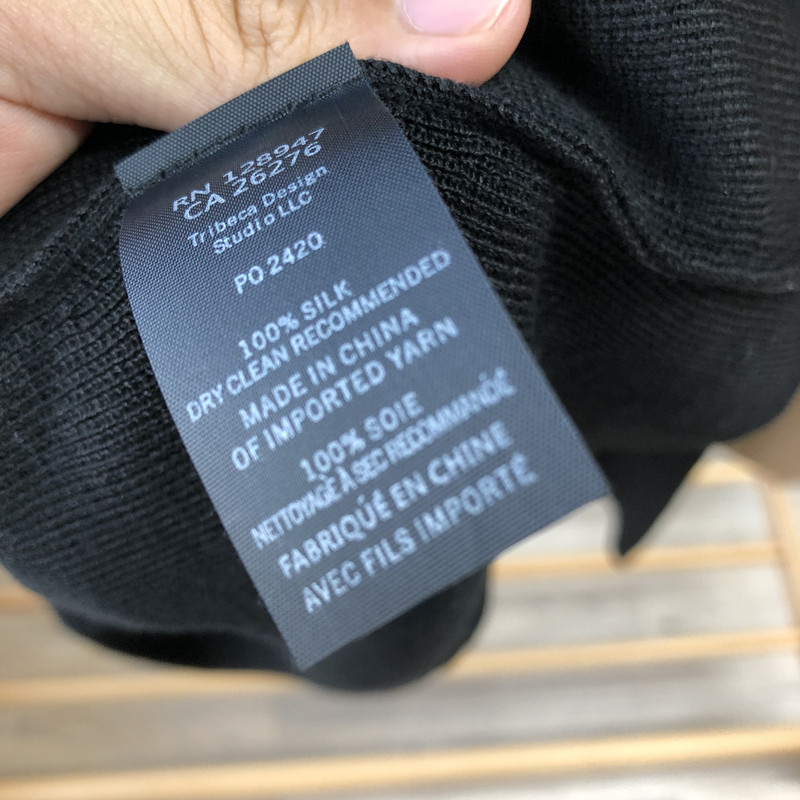 RN 128947
CA 26276
Tribeca Design
Studio LLC
PO 2420
100% SILK
DRY CLEAN RECOMMENDED
MADE IN CHINA
OF IMPORTED YARN
100% SOIE
NETTOYAGE À SEC RECOMMANDÉ
FABRIQUÉ EN CHINE
AVEC FILS IMPORTÉ